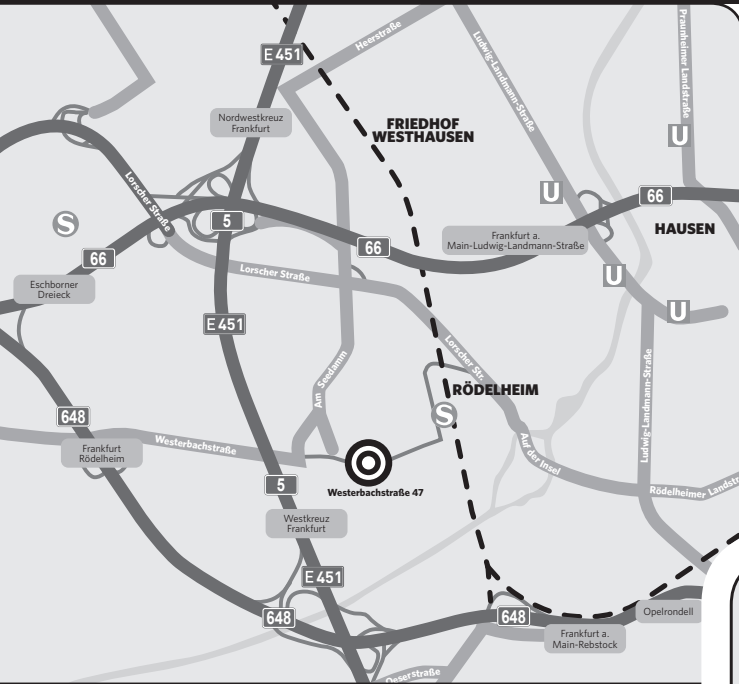 Heerstraße
Ludwig-Landmann-Straße
Praunheimer Landstraße
E 451
Nordwestkreuz
Frankfurt
FRIEDHOF
WESTHAUSEN
U
Lorscher Straße
S
5
66
U
66
HAUSEN
Frankfurt a.
Main-Ludwig-Landmann-Straße
66
Lorscher Straße
U
Eschborner
Dreieck
U
E 451
Lorscher Str.
Am Seedamm
RÖDELHEIM
Ludwig-Landmann-Straße
648
S
Frankfurt
Rödelheim
Westerbachstraße
Auf der Insel
5
Westerbachstraße 47
Rödelheimer Landstr
Westkreuz
Frankfurt
E 451
648
648
Opelrondell
Frankfurt a.
Main-Rebstock
Oeserstraße